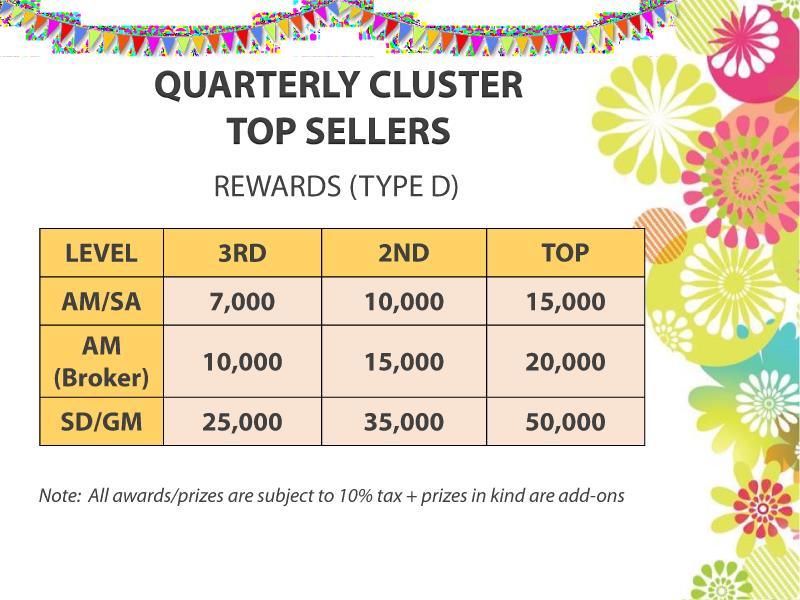 QUARTERLY CLUSTER
TOP SELLERS
REWARDS (TYPE D)
LEVEL 3RD 2ND TOP
AM/SA 7,000 10,000 15,000
AM
(Broker) 10,000 15,000 20,000
SD/GM 25,000 35,000 50,000
Note: All awards/prizes are subject to 10% tax + prizes in kind are add-ons